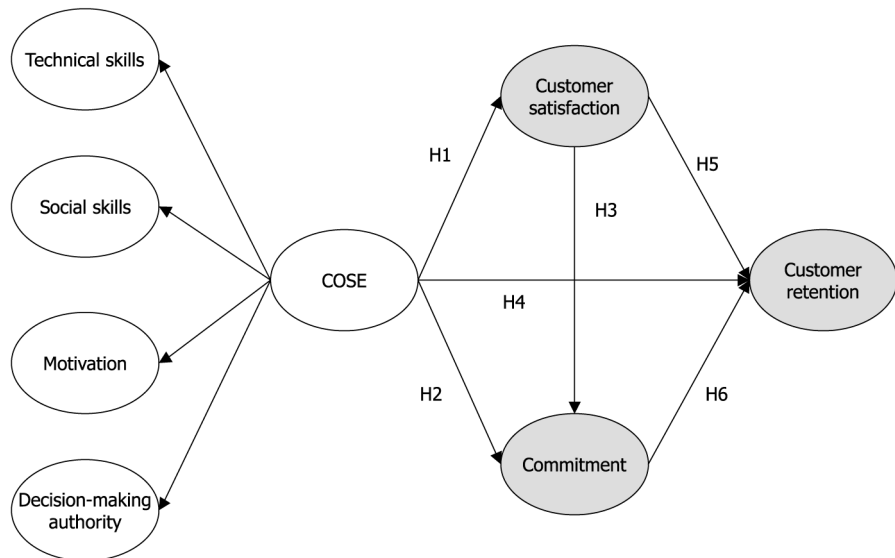 Technical skills
Social skills
Motivation
Decision-making
authority
COSE
H1
H2
H3
H4
H5
H6
Customer
satisfaction
Commitment
Customer
retention